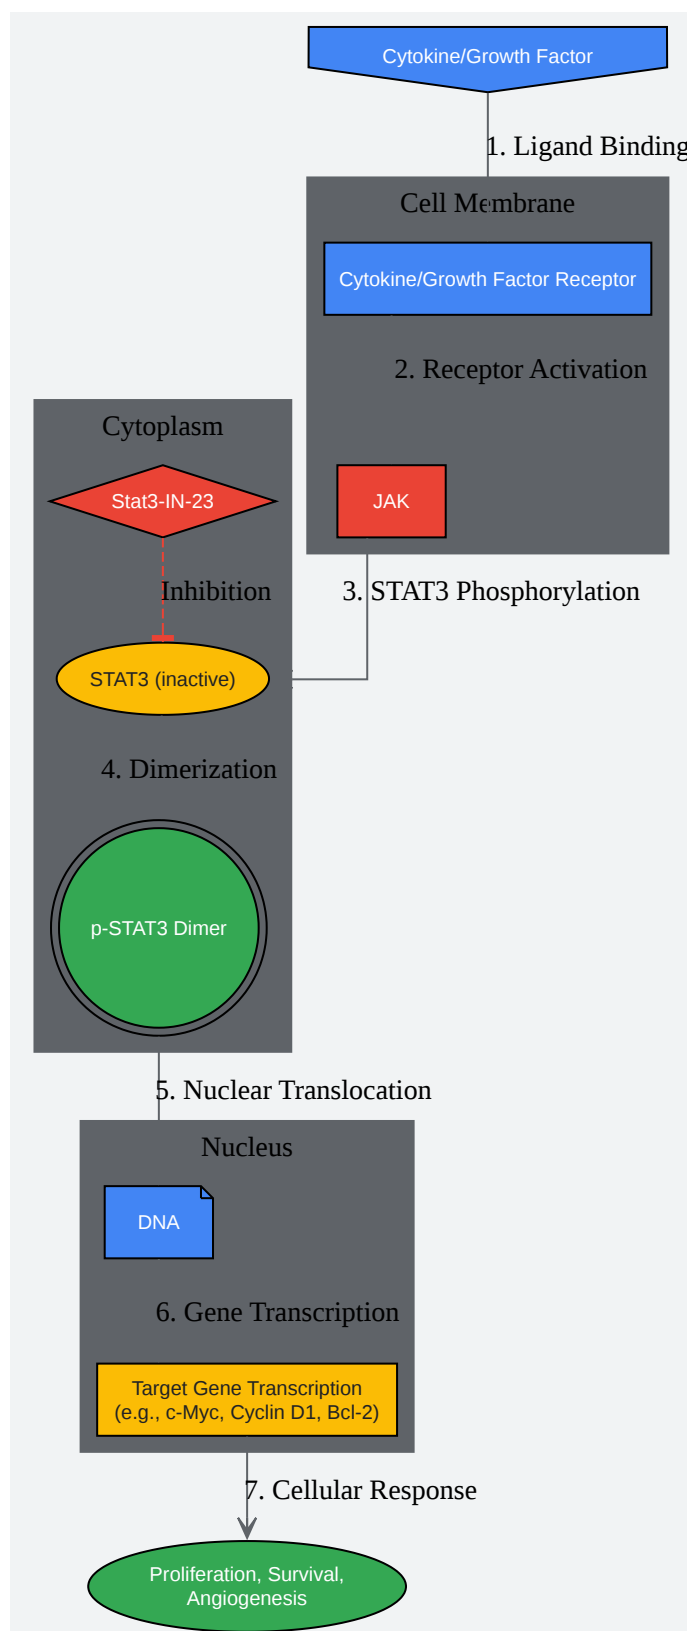 Cytokine/Growth Factor
1. Ligand Binding
Cell Membrane
Cytokine/Growth Factor Receptor
2. Receptor Activation
JAK
Cytoplasm
Stat3-IN-23
Inhibition
3. STAT3 Phosphorylation
STAT3 (inactive)
4. Dimerization
p-STAT3 Dimer
5. Nuclear Translocation
Nucleus
DNA
6. Gene Transcription
Target Gene Transcription
(e.g., c-Myc, Cyclin D1, Bcl-2)
7. Cellular Response
Proliferation, Survival,
Angiogenesis